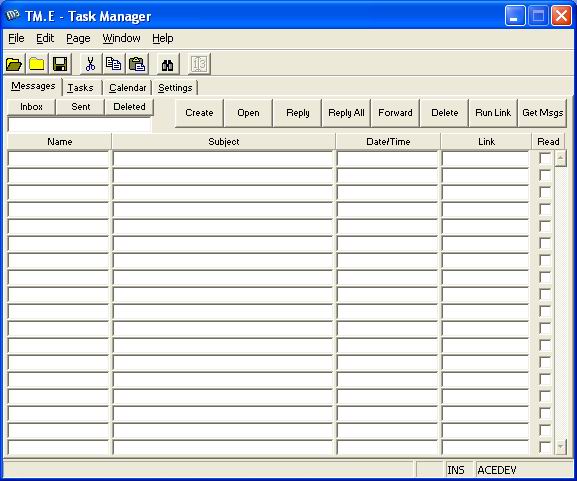 TM.E - Task Manager
File Edit Page Window Help
Messages Tasks Calendar Settings
Inbox Sent Deleted Create Open Reply Reply All Forward Delete Run Link Get Msgs
Name Subject Date/Time Link Read
INS ACEDEV